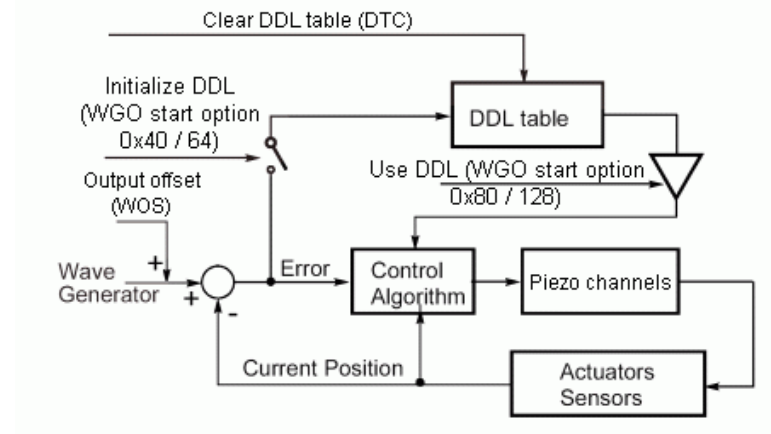 Clear DDL table (DTC)
Initialize DDL
(WGO start option
0x40 / 64)
DDL table
Use DDL (WGO start option
0x80 / 128)
Output offset
(WOS)
Wave
Generator
+
+
-
Error
Control
Algorithm
Piezo channels
Current Position
Actuators
Sensors